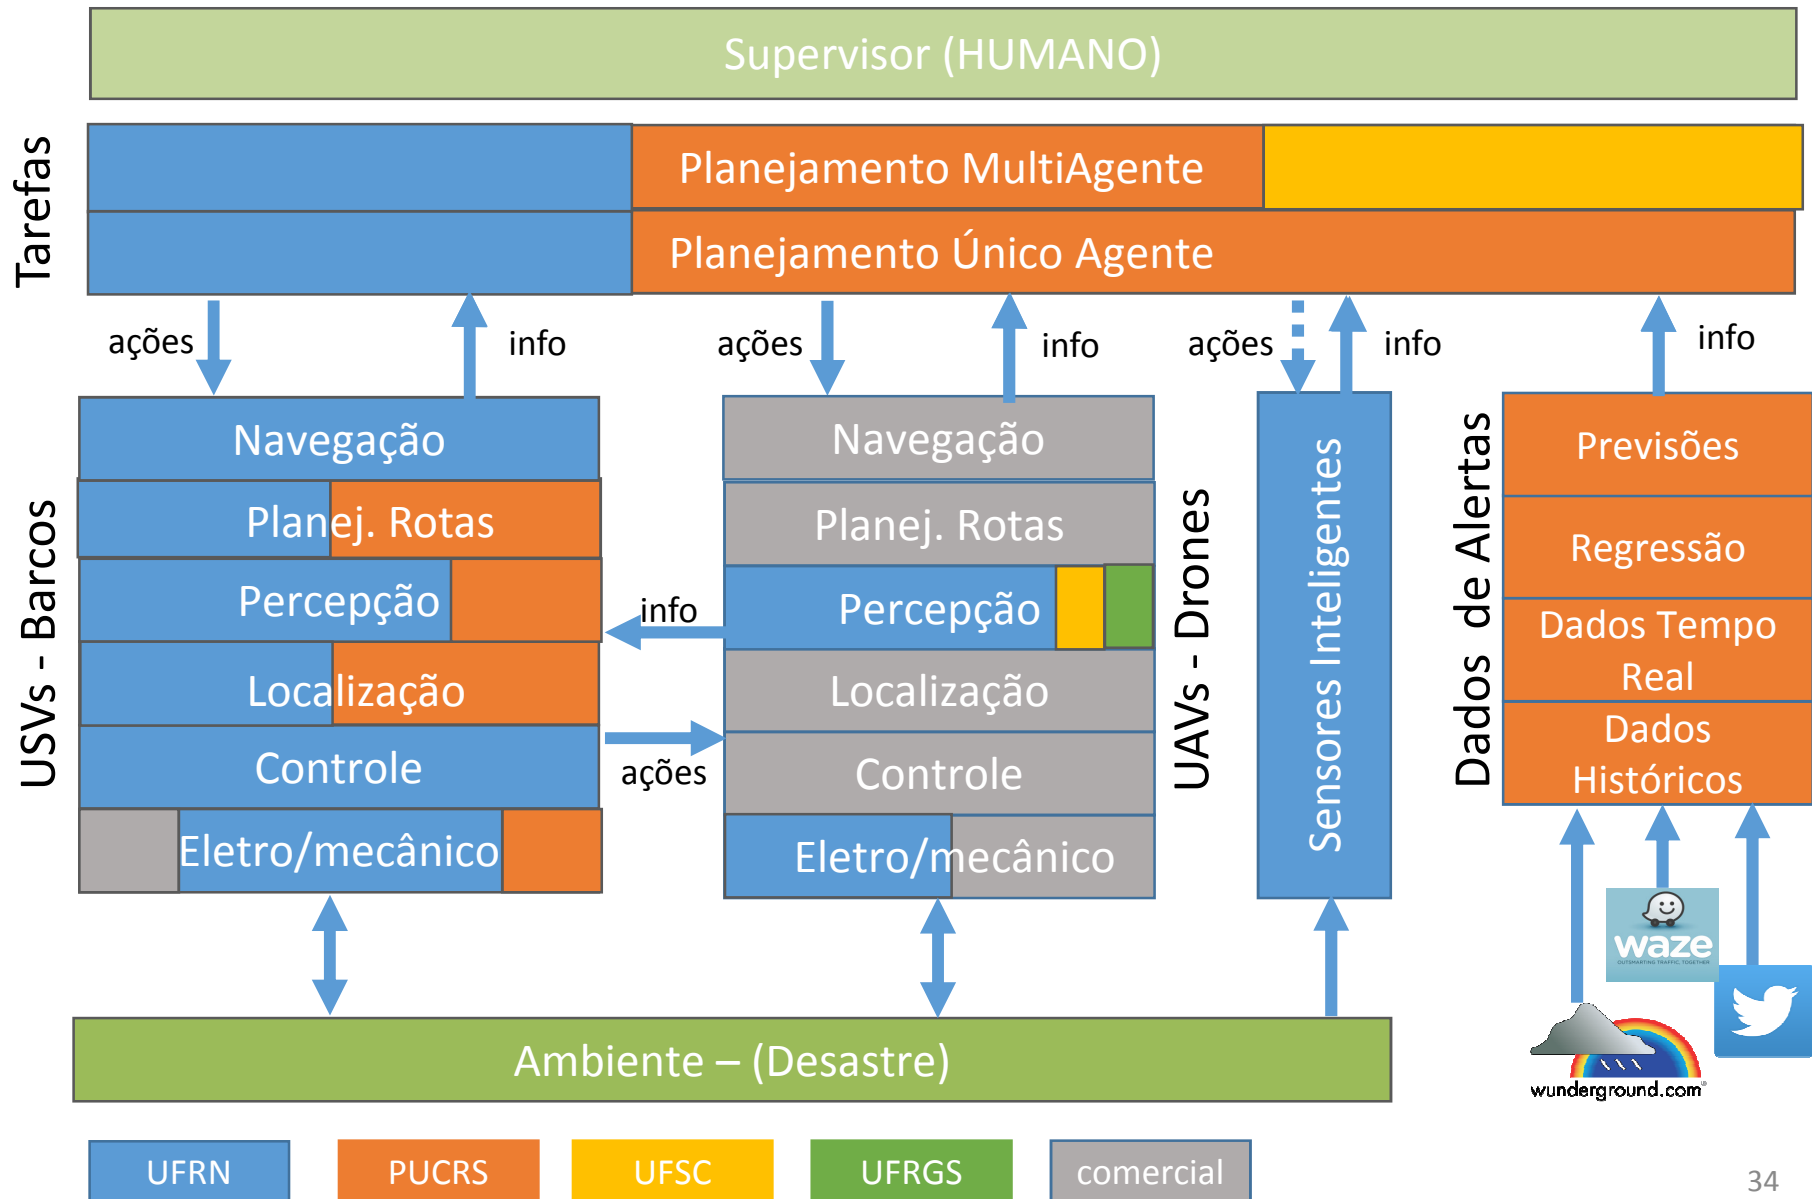 Supervisor (HUMANO)
Tarefas
Planejamento MultiAgente
Planejamento Único Agente
ações
info
ações
info
ações
info
info
USVs - Barcos
Navegação
Planej. Rotas
Percepção
Localização
Controle
Eletro/mecânico
info
ações
Navegação
Planej. Rotas
Percepção
Localização
Controle
Eletro/mecânico
UAVs - Drones
Sensores Inteligentes
Dados de Alertas
Previsões
Regressão
Dados Tempo
Real
Dados
Históricos
waze
OUTSMARTING TRAFFIC, TOGETHER
wunderground.com®
Ambiente – (Desastre)
UFRN
PUCRS
UFSC
UFRGS
comercial
34